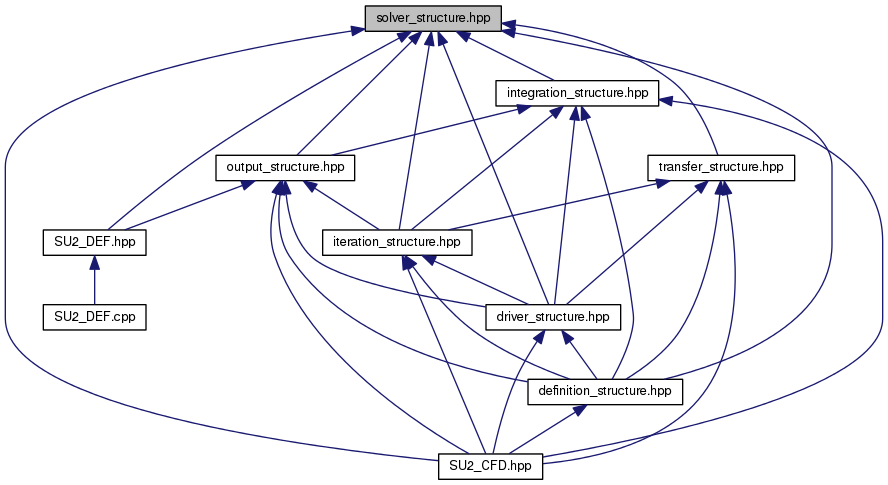 solver_structure.hpp
integration_structure.hpp
output_structure.hpp
transfer_structure.hpp
SU2_DEF.hpp
iteration_structure.hpp
SU2_DEF.cpp
driver_structure.hpp
definition_structure.hpp
SU2_CFD.hpp